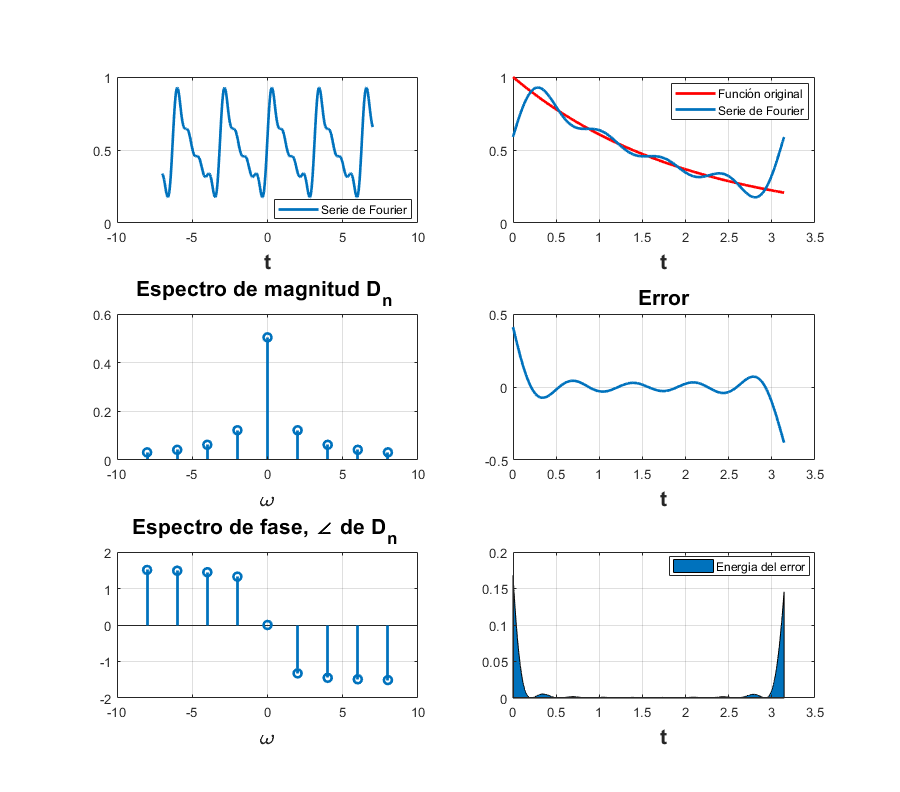 1
0.5
0
-10 -5 0 5 10
t
Serie de Fourier
1
0.5
0
0 0.5 1 1.5 2 2.5 3 3.5
t
Función original
Serie de Fourier
Espectro de magnitud Dn
0.6
0.4
0.2
0
-10 -5 0 5 10
ω
Error
0.5
0
-0.5
0 0.5 1 1.5 2 2.5 3 3.5
t
Espectro de fase, ∠ de Dn
2
1
0
-1
-2
-10 -5 0 5 10
ω
0.2
0.15
0.1
0.05
0
0 0.5 1 1.5 2 2.5 3 3.5
t
Energia del error